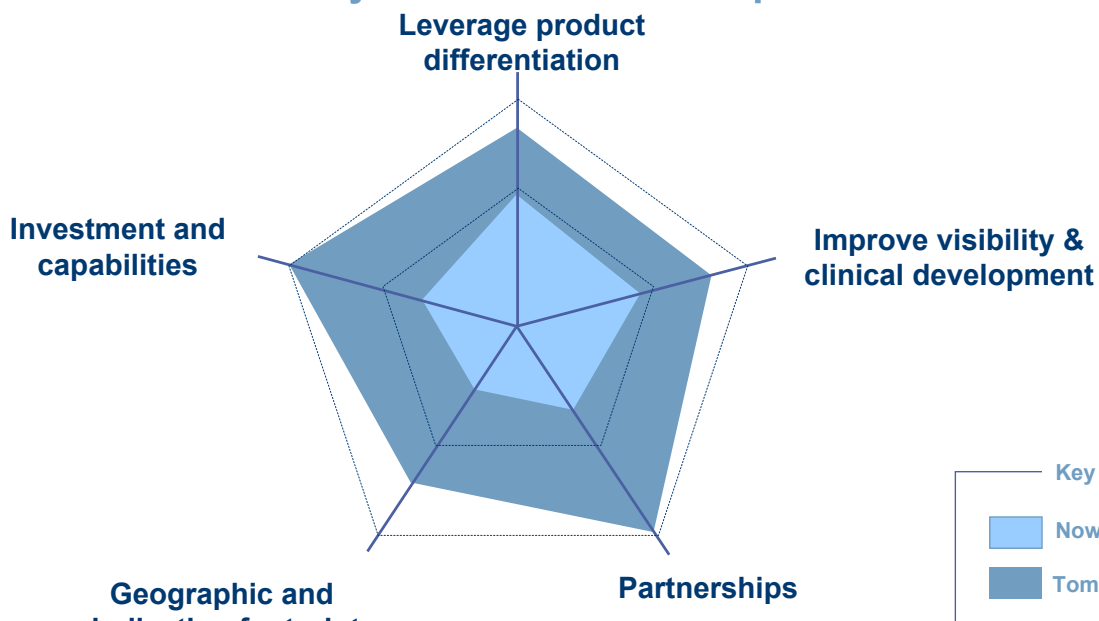 Leverage product
differentiation
Investment and
capabilities
Improve visibility &
clinical development
Key
Now
Geographic and
Partnerships